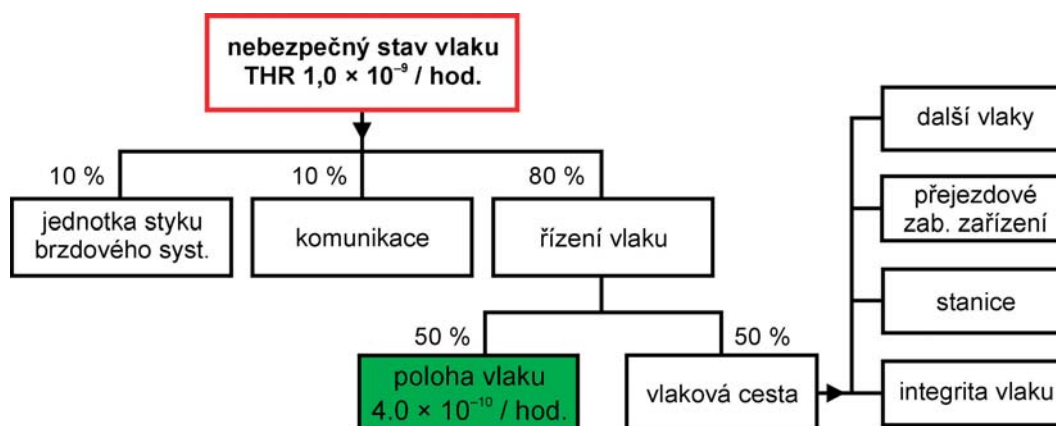 nebezpečný stav vlaku
THR 1,0 × 10⁻⁹ / hod.
10 %
10 %
80 %
jednotka styku
brzdového syst.
komunikace
řízení vlaku
50 %
50 %
poloha vlaku
4.0 × 10⁻¹⁰ / hod.
vlaková cesta
další vlaky
přejezdové
zab. zařízení
stanice
integrita vlaku